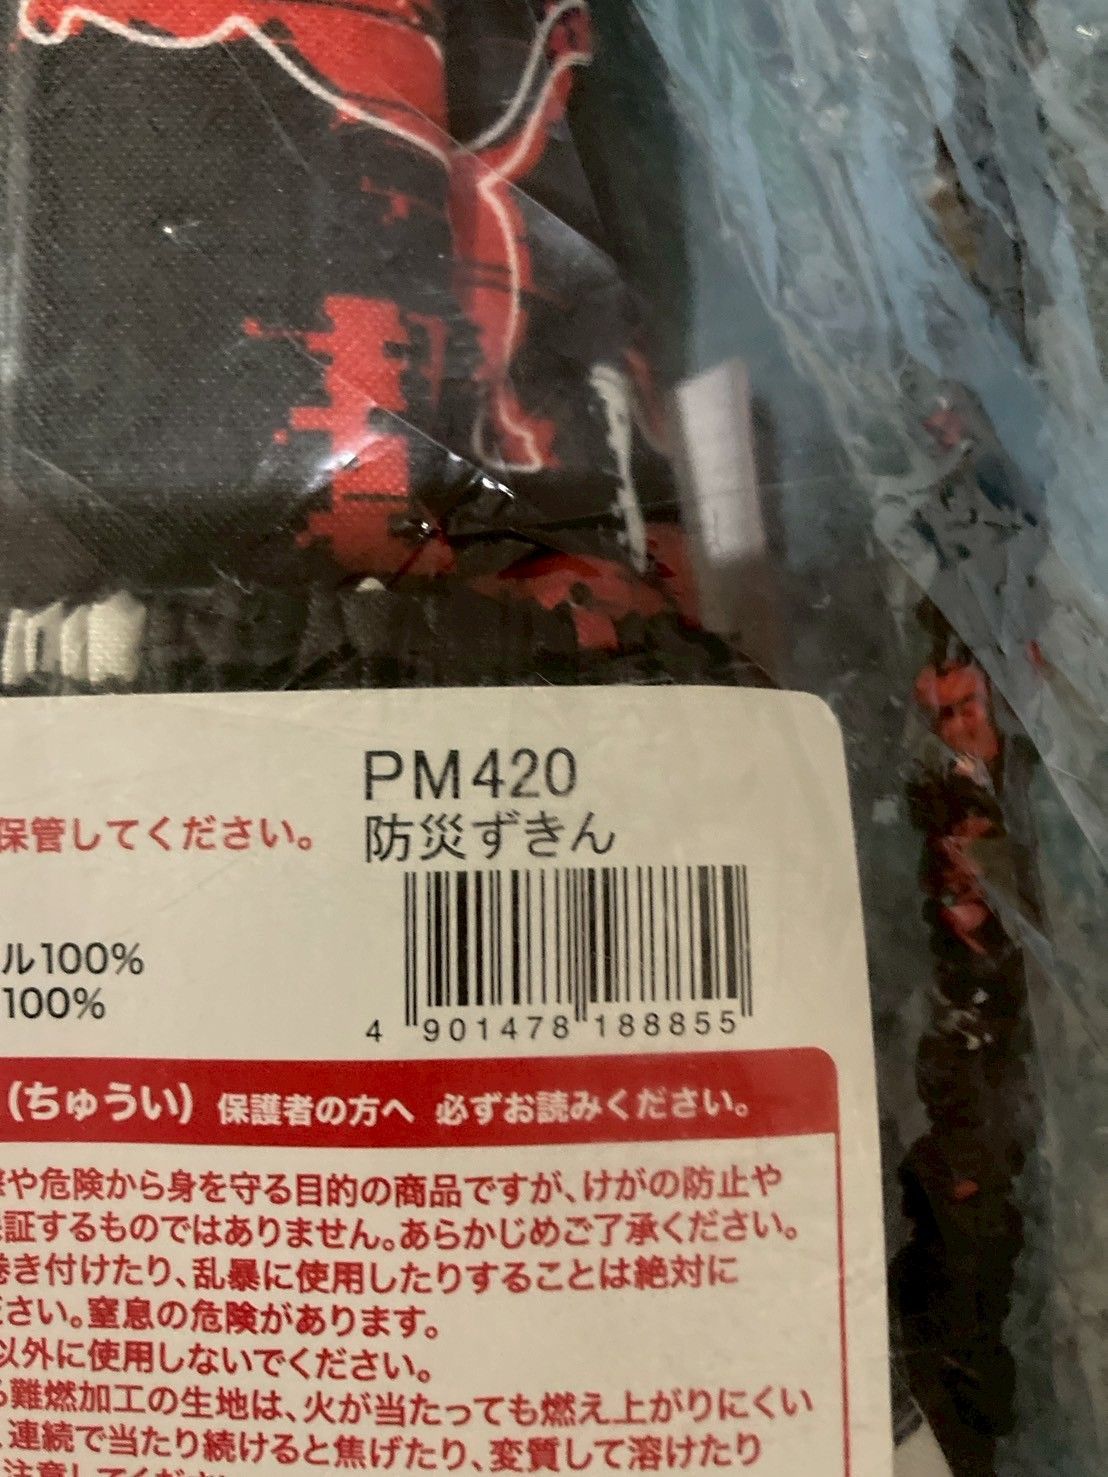 PM420
防災ずきん
保管してください。
ル100%
100%
4 901478 188855
(ちゅうい) 保護者の方へ 必ずお読みください。
や危険から身を守る目的の商品ですが、けがの防止や
証するものではありません。あらかじめご了承ください。
き付けたり、乱暴に使用したりすることは絶対に
さい。窒息の危険があります。
以外に使用しないでください。
難燃加工の生地は、火が当たっても燃え上がりにくい
、連続で当たり続けると焦げたり、変質して溶けたり
注意してくださ